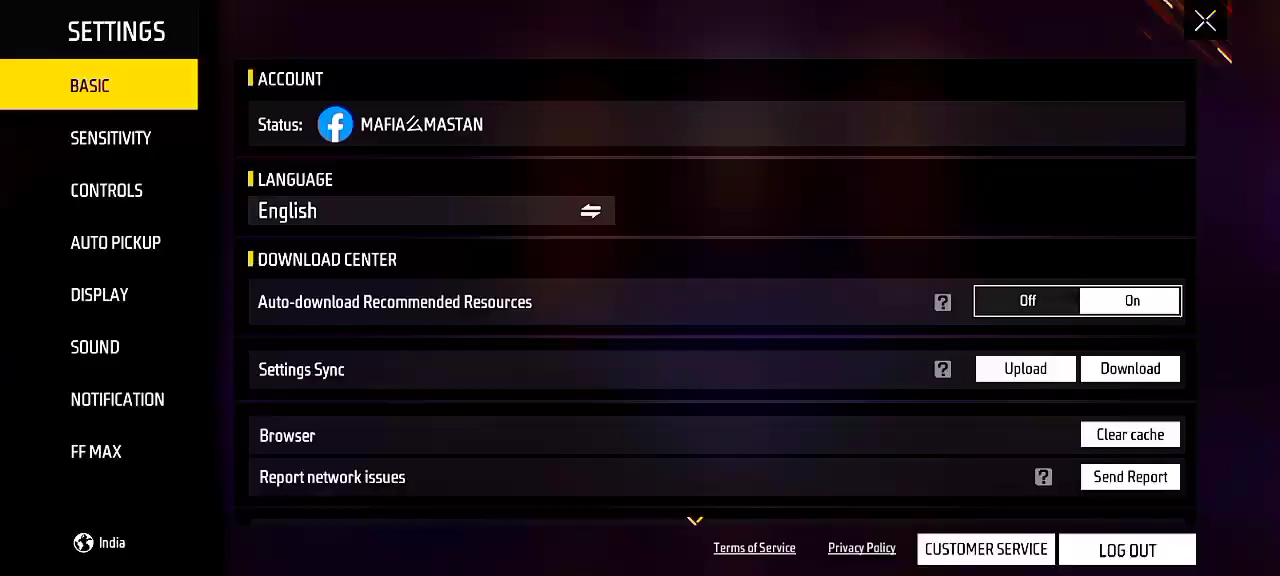 SETTINGS
BASIC
SENSITIVITY
CONTROLS
AUTO PICKUP
DISPLAY
SOUND
NOTIFICATION
FF MAX
India
ACCOUNT
Status: MAFIA么MASTAN
LANGUAGE
English
DOWNLOAD CENTER
Auto-download Recommended Resources ? Off On
Settings Sync ? Upload Download
Browser Clear cache
Report network issues ? Send Report
Terms of Service Privacy Policy CUSTOMER SERVICE LOG OUT